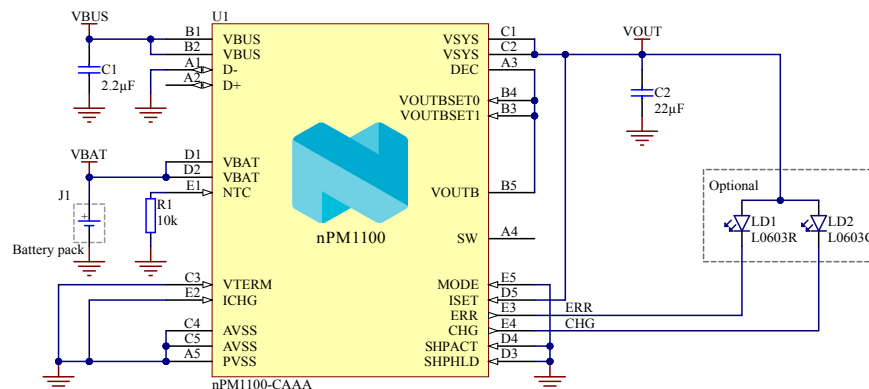 U1
VBUS
B1 VBUS
B2 VBUS
A1 D-
A2 D+
C1
2.2µF
VBAT
D1 VBAT
D2 VBAT
E1 NTC
J1
Battery pack
R1
10k
C3 VTERM
E2 ICHG
C4 AVSS
C5 AVSS
A5 PVSS
nPM1100
nPM1100-CAAA
VSYS C1
VSYS C2
DEC A3
VOUTBSET0 B4
VOUTBSET1 B3
VOUTB B5
SW A4
MODE E5
ISET D5
ERR E3 ERR
CHG E4 CHG
SHPACT D4
SHPHLD D3
VOUT
C2
22µF
Optional
LD1
L0603R
LD2
L0603G